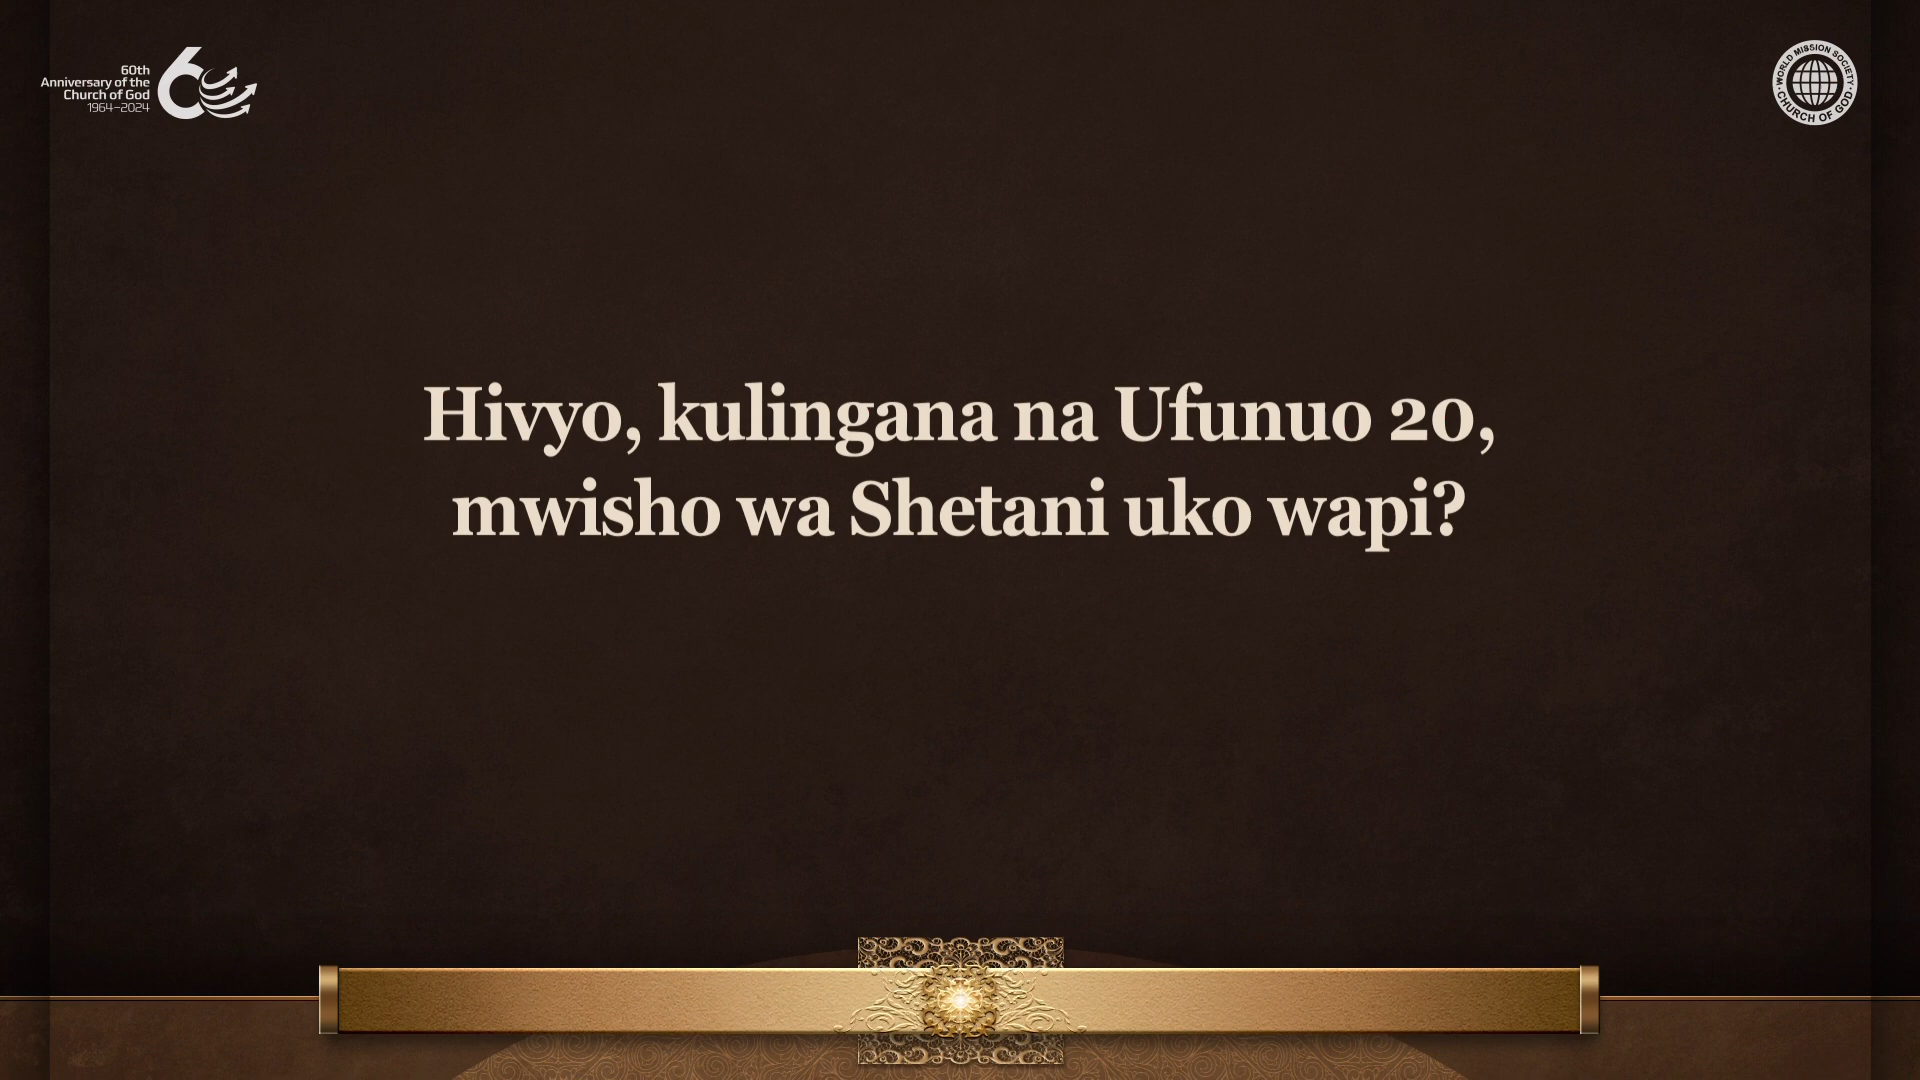 60th
Anniversary of the
Church of God
1964–2024
WORLD MISSION SOCIETY
CHURCH OF GOD
Hivyo, kulingana na Ufunuo 20,
mwisho wa Shetani uko wapi?